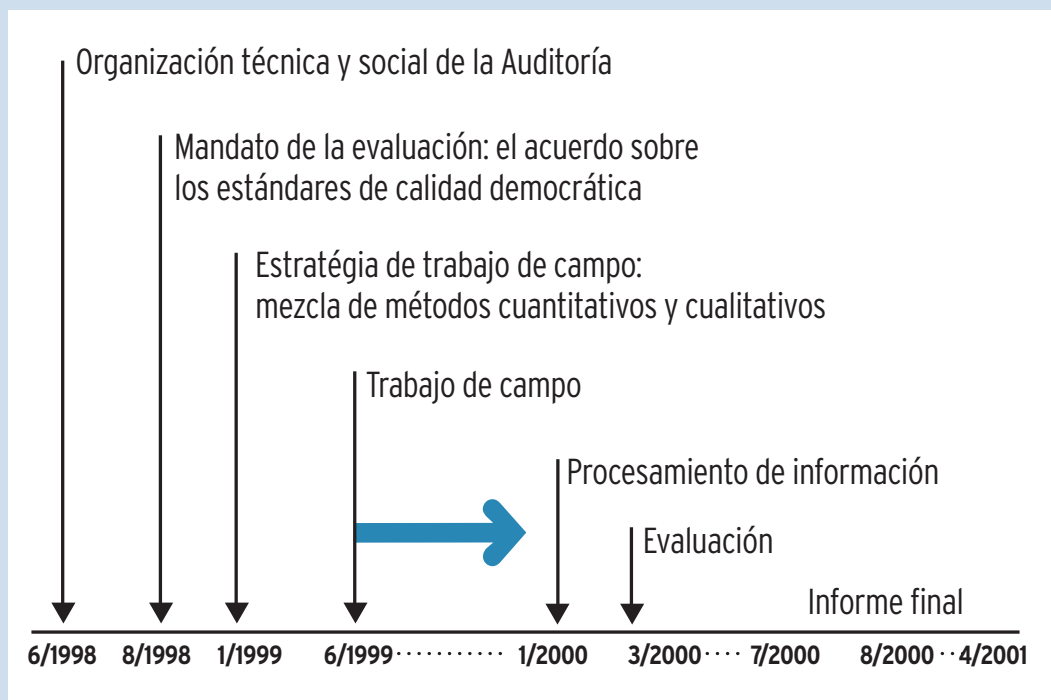 Organización técnica y social de la Auditoría
Mandato de la evaluación: el acuerdo sobre
los estándares de calidad democrática
Estratégia de trabajo de campo:
mezcla de métodos cuantitativos y cualitativos
Trabajo de campo
Procesamiento de información
Evaluación
Informe final
6/1998 8/1998 1/1999 6/1999··········· 1/2000 3/2000···· 7/2000 8/2000··4/2001